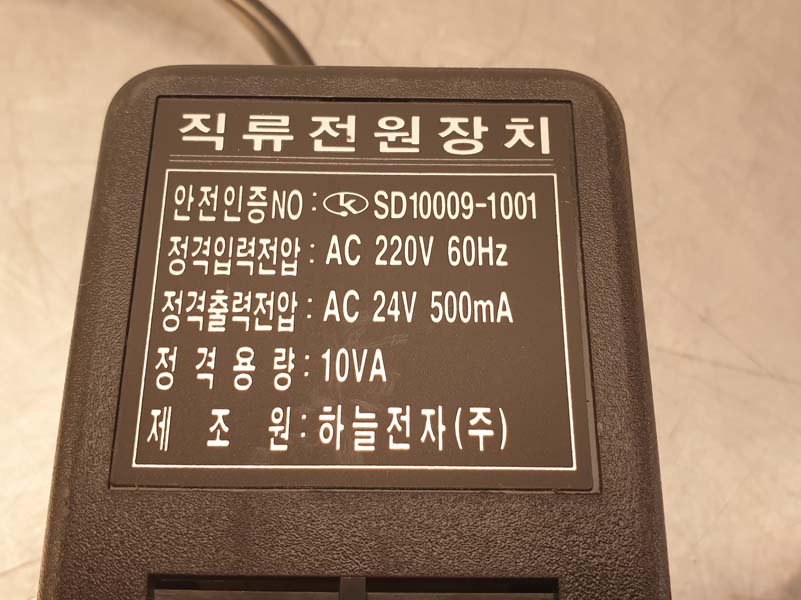 직류전원장치
안전인증NO : SD10009-1001
정격입력전압 : AC 220V 60Hz
정격출력전압 : AC 24V 500mA
정격용량 : 10VA
제조원 : 하늘전자(주)